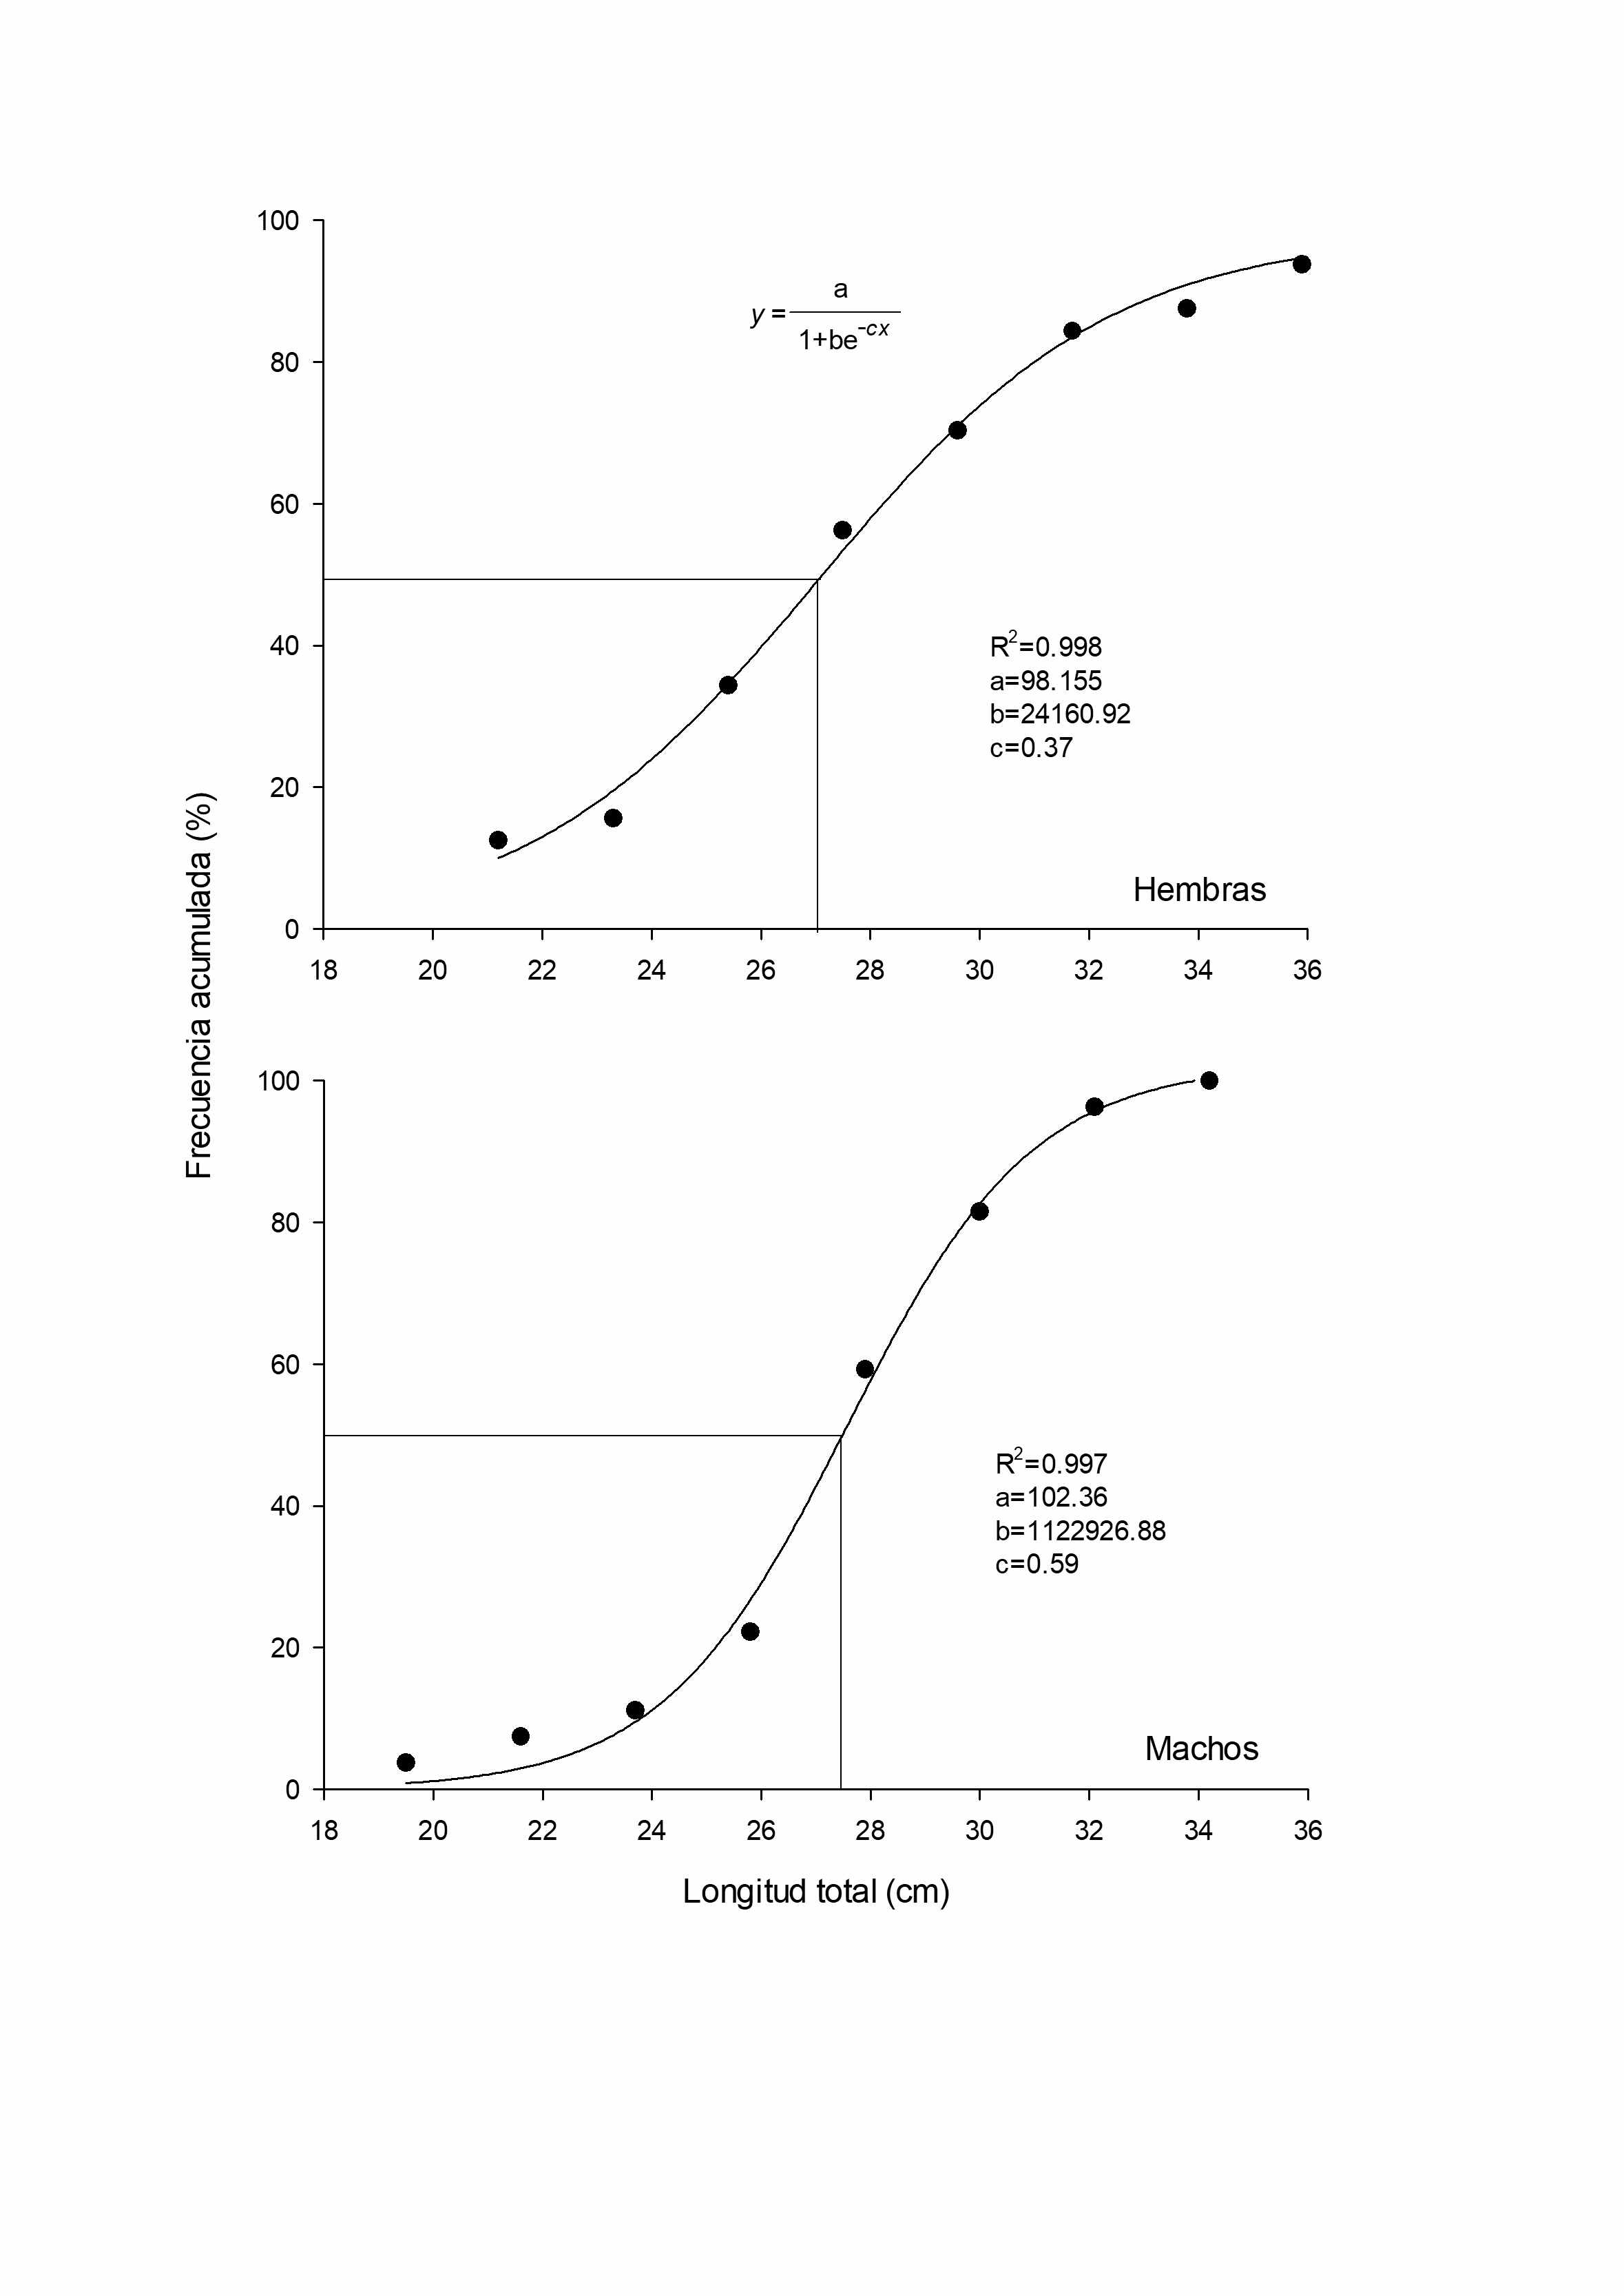 Frecuencia acumulada (%)
100
80
60
40
20
0
y = a
1+be^-cx
R²=0.998
a=98.155
b=24160.92
c=0.37
Hembras
18 20 22 24 26 28 30 32 34 36
100
80
60
40
20
0
R²=0.997
a=102.36
b=1122926.88
c=0.59
Machos
18 20 22 24 26 28 30 32 34 36
Longitud total (cm)